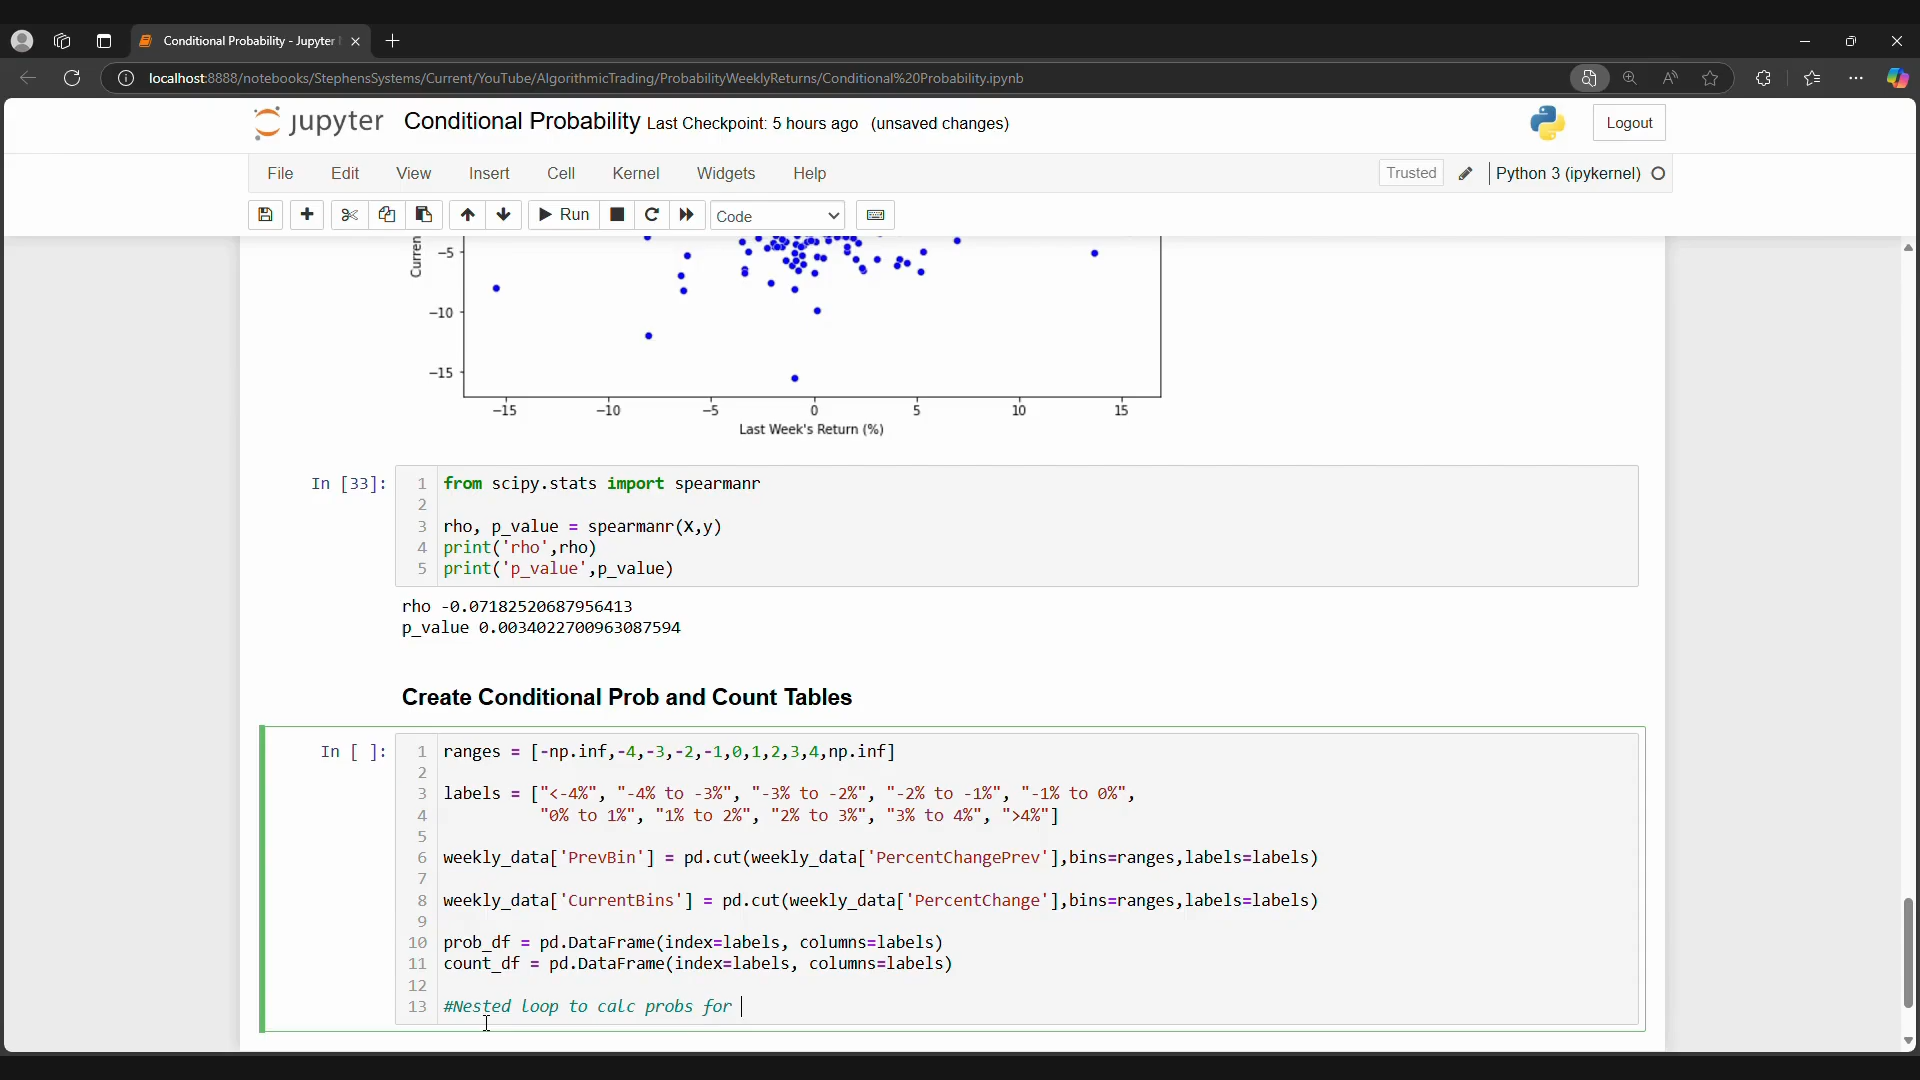 Conditional Probability - Jupyter
localhost:8888/notebooks/StephensSystems/Current/YouTube/AlgorithmicTrading/ProbabilityWeeklyReturns/Conditional%20Probability.ipynb
jupyter Conditional Probability Last Checkpoint: 5 hours ago (unsaved changes)
Logout
File Edit View Insert Cell Kernel Widgets Help
Trusted Python 3 (ipykernel)
Run Code
Curren
−5
−10
−15
−15 −10 −5 0 5 10 15
Last Week's Return (%)
In [33]:
1 from scipy.stats import spearmanr
2
3 rho, p_value = spearmanr(X,y)
4 print('rho',rho)
5 print('p_value',p_value)
rho -0.07182520687956413
p_value 0.0034022700963087594
Create Conditional Prob and Count Tables
In [ ]:
1 ranges = [-np.inf,-4,-3,-2,-1,0,1,2,3,4,np.inf]
2
3 labels = ["<-4%", "-4% to -3%", "-3% to -2%", "-2% to -1%", "-1% to 0%",
4 "0% to 1%", "1% to 2%", "2% to 3%", "3% to 4%", ">4%"]
5
6 weekly_data['PrevBin'] = pd.cut(weekly_data['PercentChangePrev'],bins=ranges,labels=labels)
7
8 weekly_data['CurrentBins'] = pd.cut(weekly_data['PercentChange'],bins=ranges,labels=labels)
9
10 prob_df = pd.DataFrame(index=labels, columns=labels)
11 count_df = pd.DataFrame(index=labels, columns=labels)
12
13 #Nested loop to calc probs for